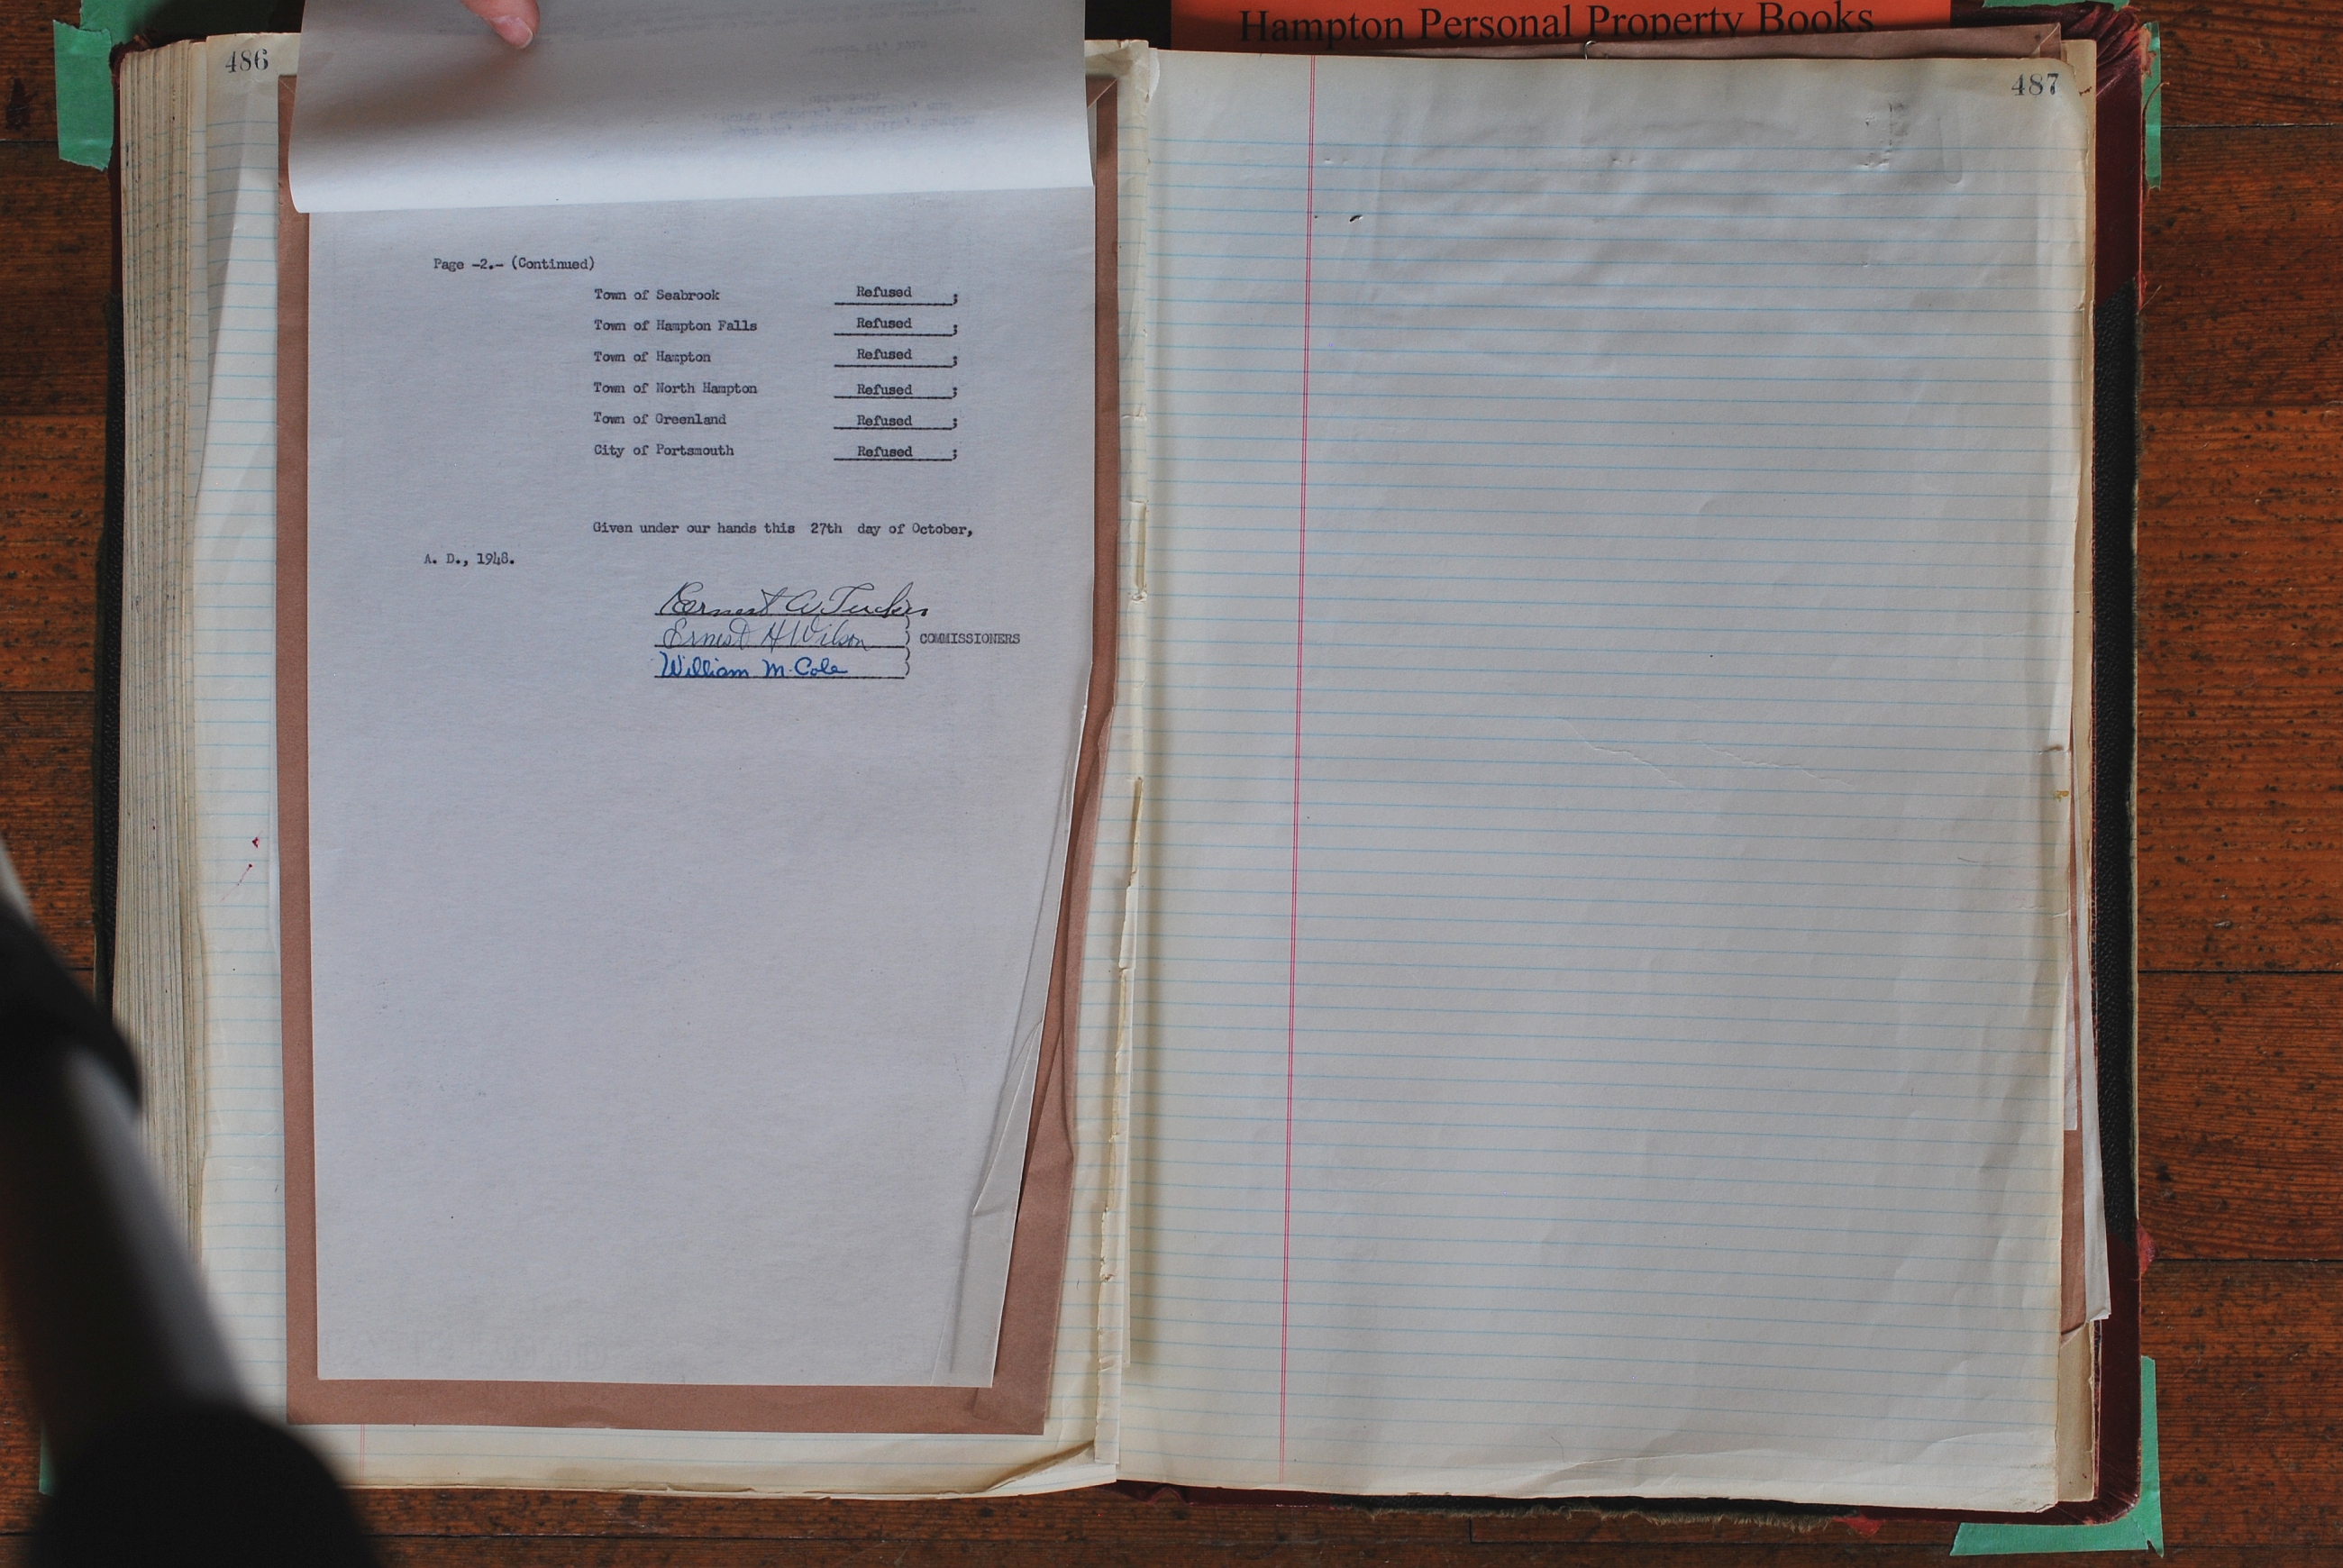 Hampton Personal Property Books
486
Page -2.- (Continued)
Town of Seabrook Refused ;
Town of Hampton Falls Refused ;
Town of Hampton Refused ;
Town of North Hampton Refused ;
Town of Greenland Refused ;
City of Portsmouth Refused ;
Given under our hands this 27th day of October,
A. D., 1948.
Ernest A. Tucker
Ernest H Wilson ) COMMISSIONERS
William M. Cole )
487